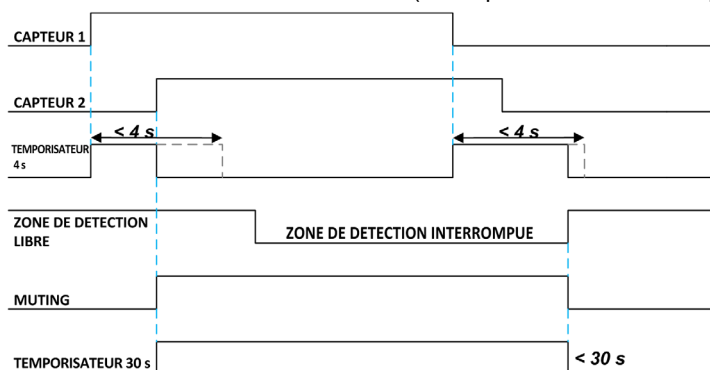 CAPTEUR 1
CAPTEUR 2
< 4 s
< 4 s
TEMPORISATEUR
4 s
ZONE DE DETECTION
LIBRE
ZONE DE DETECTION INTERROMPUE
MUTING
TEMPORISATEUR 30 s
< 30 s